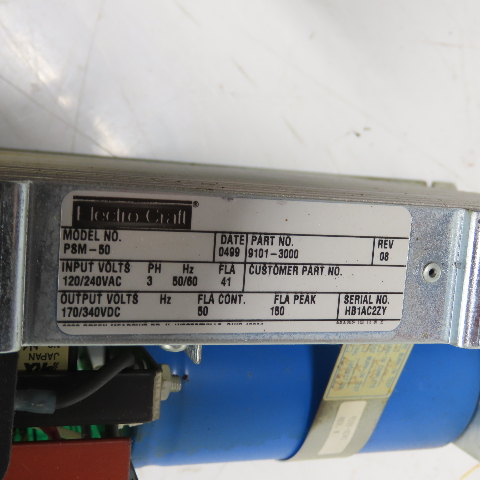 Electro-Craft®
MODEL NO. DATE PART NO. REV
PSM-50 0499 9101-3000 08
INPUT VOLTS PH Hz FLA CUSTOMER PART NO.
120/240VAC 3 50/60 41
OUTPUT VOLTS Hz FLA CONT. FLA PEAK SERIAL NO.
170/340VDC 50 150 HB1AC2ZY
JAPAN